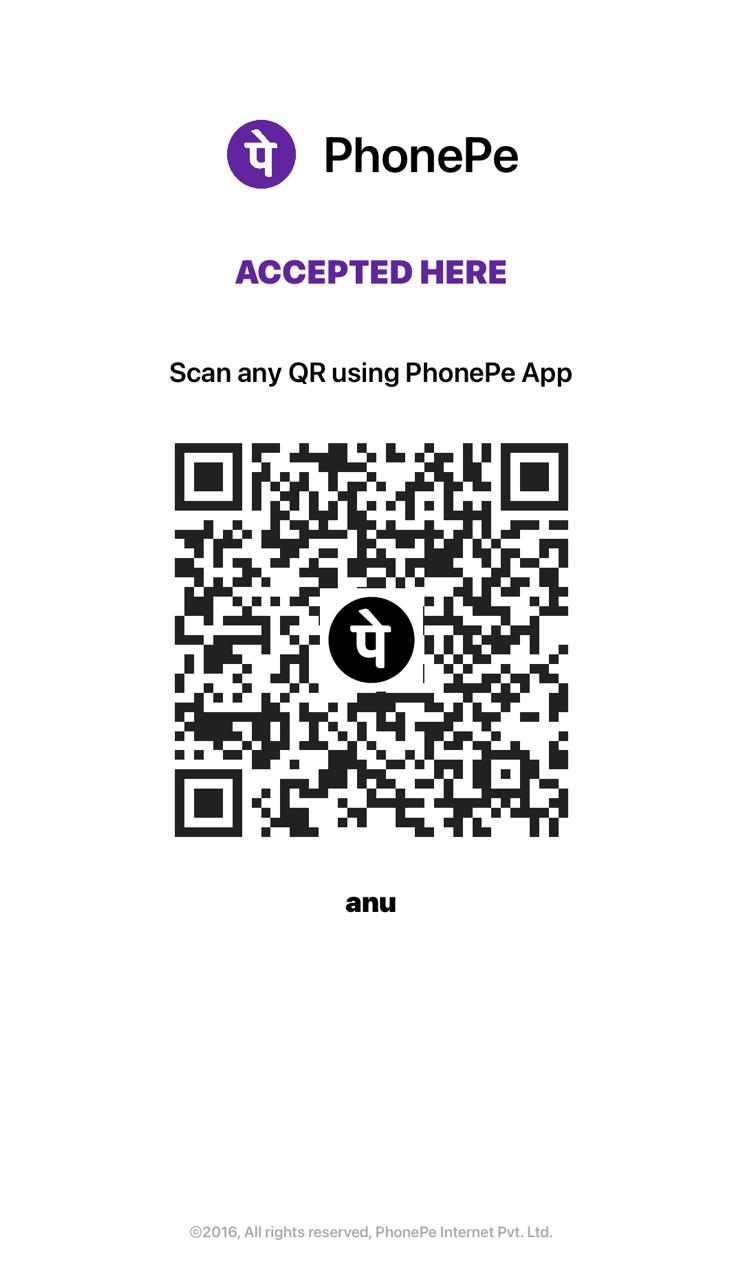 पे PhonePe
ACCEPTED HERE
Scan any QR using PhonePe App
पे
anu
©2016, All rights reserved, PhonePe Internet Pvt. Ltd.